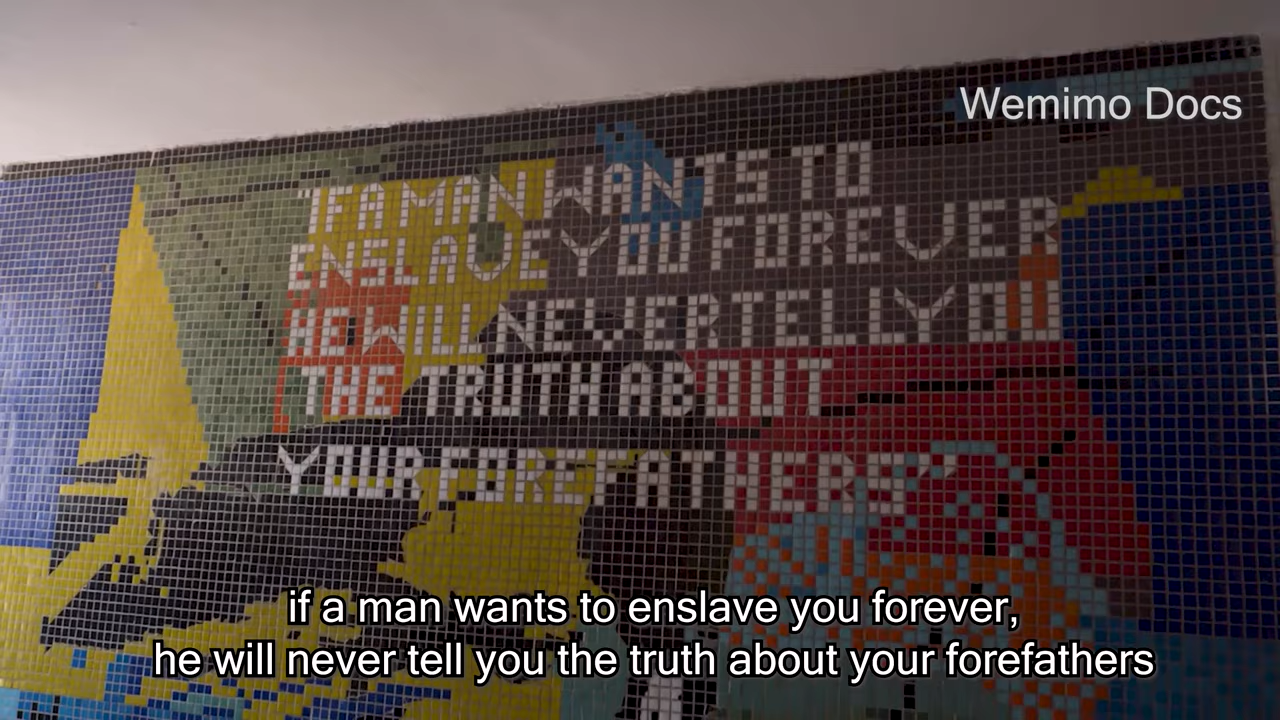 Wemimo Docs
"IF A MAN WANTS TO
ENSLAVE YOU FOREVER
HE WILL NEVER TELL YOU
THE TRUTH ABOUT
YOUR FOREFATHERS"
if a man wants to enslave you forever,
he will never tell you the truth about your forefathers